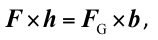 F × h = F_G × b,